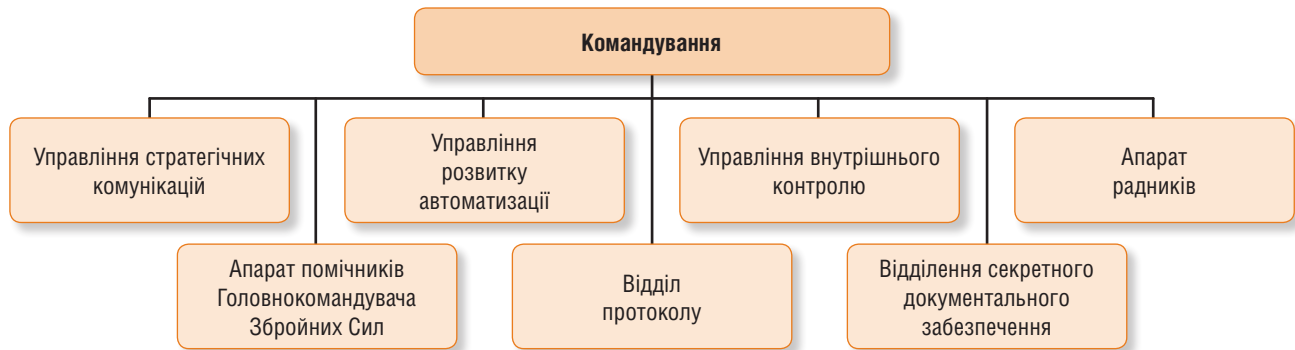 Командування
Управління стратегічних
комунікацій
Управління
розвитку
автоматизації
Управління внутрішнього
контролю
Апарат
радників
Апарат помічників
Головнокомандувача
Збройних Сил
Відділ
протоколу
Відділення секретного
документального
забезпечення